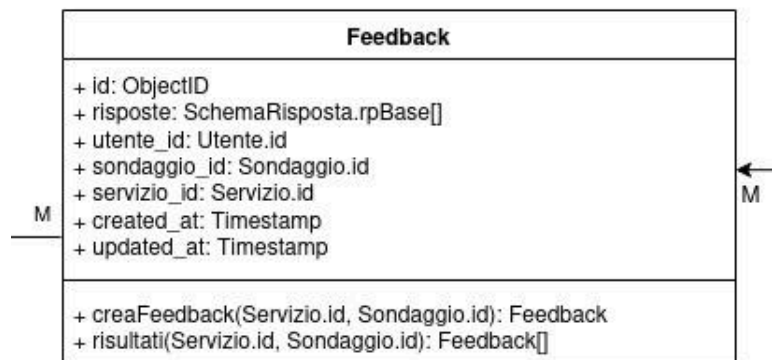 Feedback
+ id: ObjectID
+ risposte: SchemaRisposta.rpBase[]
+ utente_id: Utente.id
+ sondaggio_id: Sondaggio.id
+ servizio_id: Servizio.id
+ created_at: Timestamp
+ updated_at: Timestamp
M
M
+ creaFeedback(Servizio.id, Sondaggio.id): Feedback
+ risultati(Servizio.id, Sondaggio.id): Feedback[]